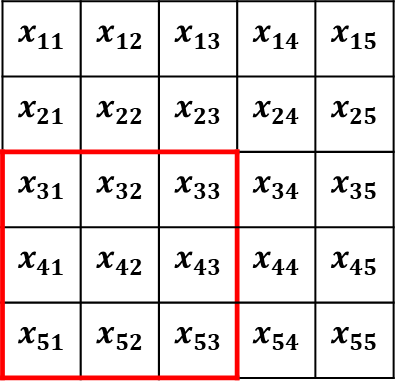 x₁₁ x₁₂ x₁₃ x₁₄ x₁₅
x₂₁ x₂₂ x₂₃ x₂₄ x₂₅
x₃₁ x₃₂ x₃₃ x₃₄ x₃₅
x₄₁ x₄₂ x₄₃ x₄₄ x₄₅
x₅₁ x₅₂ x₅₃ x₅₄ x₅₅